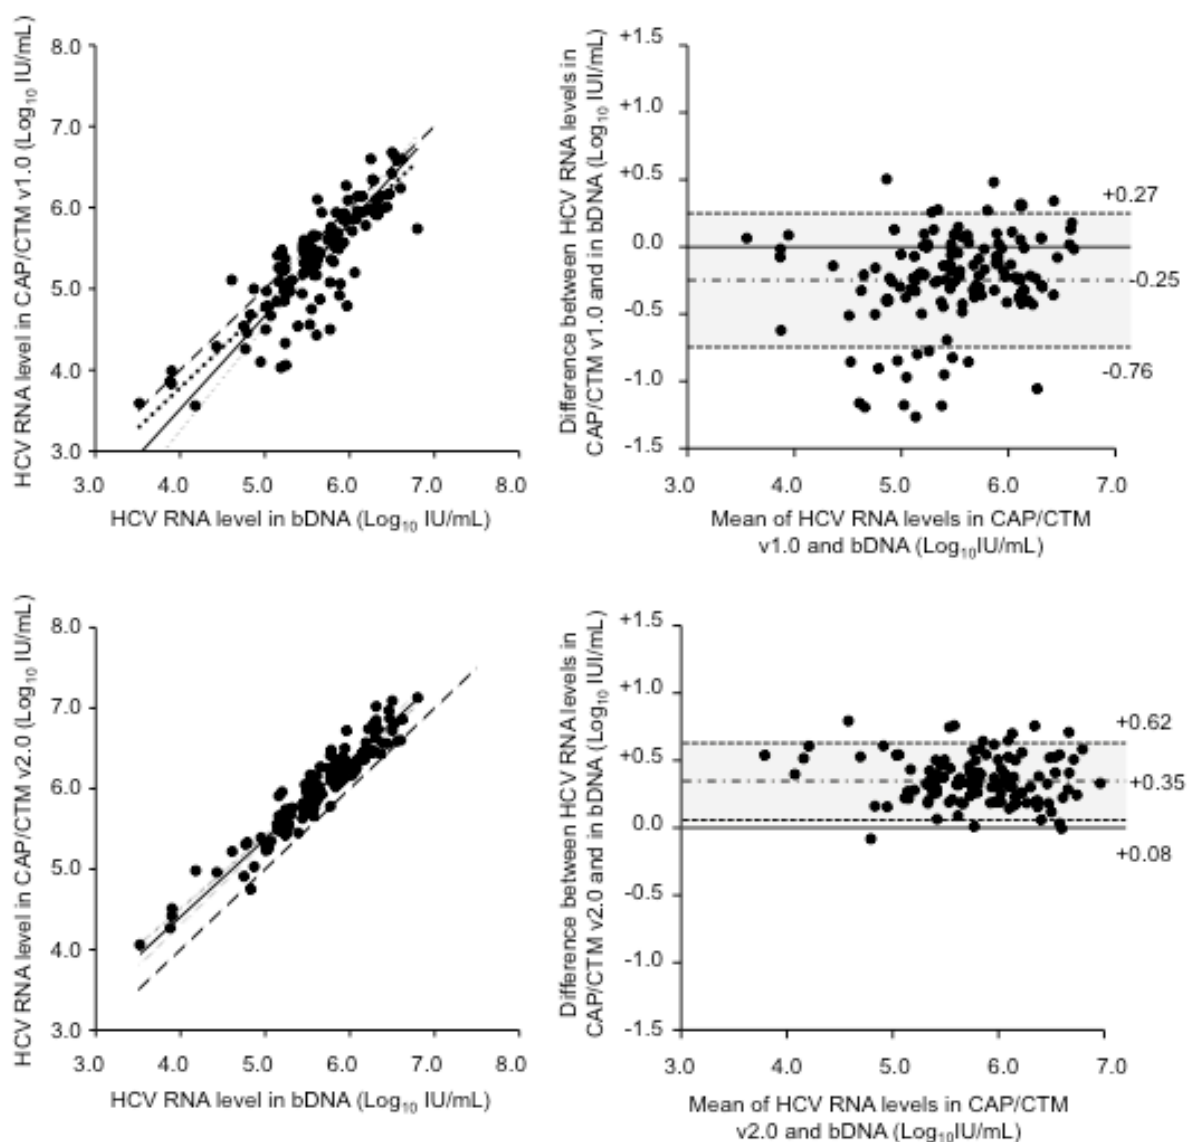 HCV RNA level in CAP/CTM v1.0 (Log10 IU/mL)
8.0
7.0
6.0
5.0
4.0
3.0
3.0 4.0 5.0 6.0 7.0 8.0
HCV RNA level in bDNA (Log10 IU/mL)
Difference between HCV RNA levels in
CAP/CTM v1.0 and in bDNA (Log10 IUI/mL)
+1.5
+1.0
+0.5
0.0
-0.5
-1.0
-1.5
+0.27
-0.25
-0.76
3.0 4.0 5.0 6.0 7.0
Mean of HCV RNA levels in CAP/CTM
v1.0 and bDNA (Log10IU/mL)
HCV RNA level in CAP/CTM v2.0 (Log10 IU/mL)
8.0
7.0
6.0
5.0
4.0
3.0
3.0 4.0 5.0 6.0 7.0 8.0
HCV RNA level in bDNA (Log10 IU/mL)
Difference between HCV RNA levels in
CAP/CTM v2.0 and in bDNA (Log10 IUI/mL)
+1.5
+1.0
+0.5
0.0
-0.5
-1.0
-1.5
+0.62
+0.35
+0.08
3.0 4.0 5.0 6.0 7.0
Mean of HCV RNA levels in CAP/CTM
v2.0 and bDNA (Log10IU/mL)